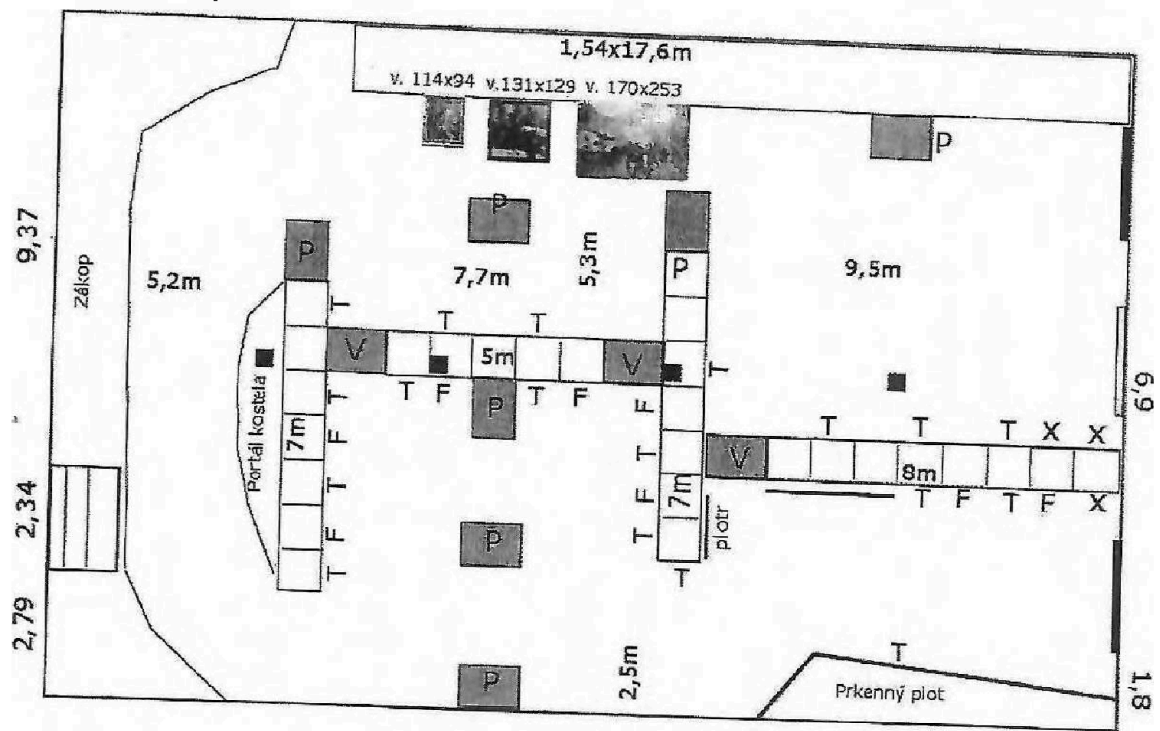 1,54x17,6m
v. 114x94 v.131x129 v. 170x253
P
P
9,37
Zákop
5,2m
P
7,7m
5,3m
P
9,5m
T
T
T
V
5m
V
T
T
F
P
T
F
F
6,9
Portál kostela
7m
T
F
T
F
T
T
F
T
7m
plotr
T
V
T
T
T
X
X
8m
T
F
T
F
X
2,34
P
2,79
P
2,5m
T
Prkenný plot
1,8